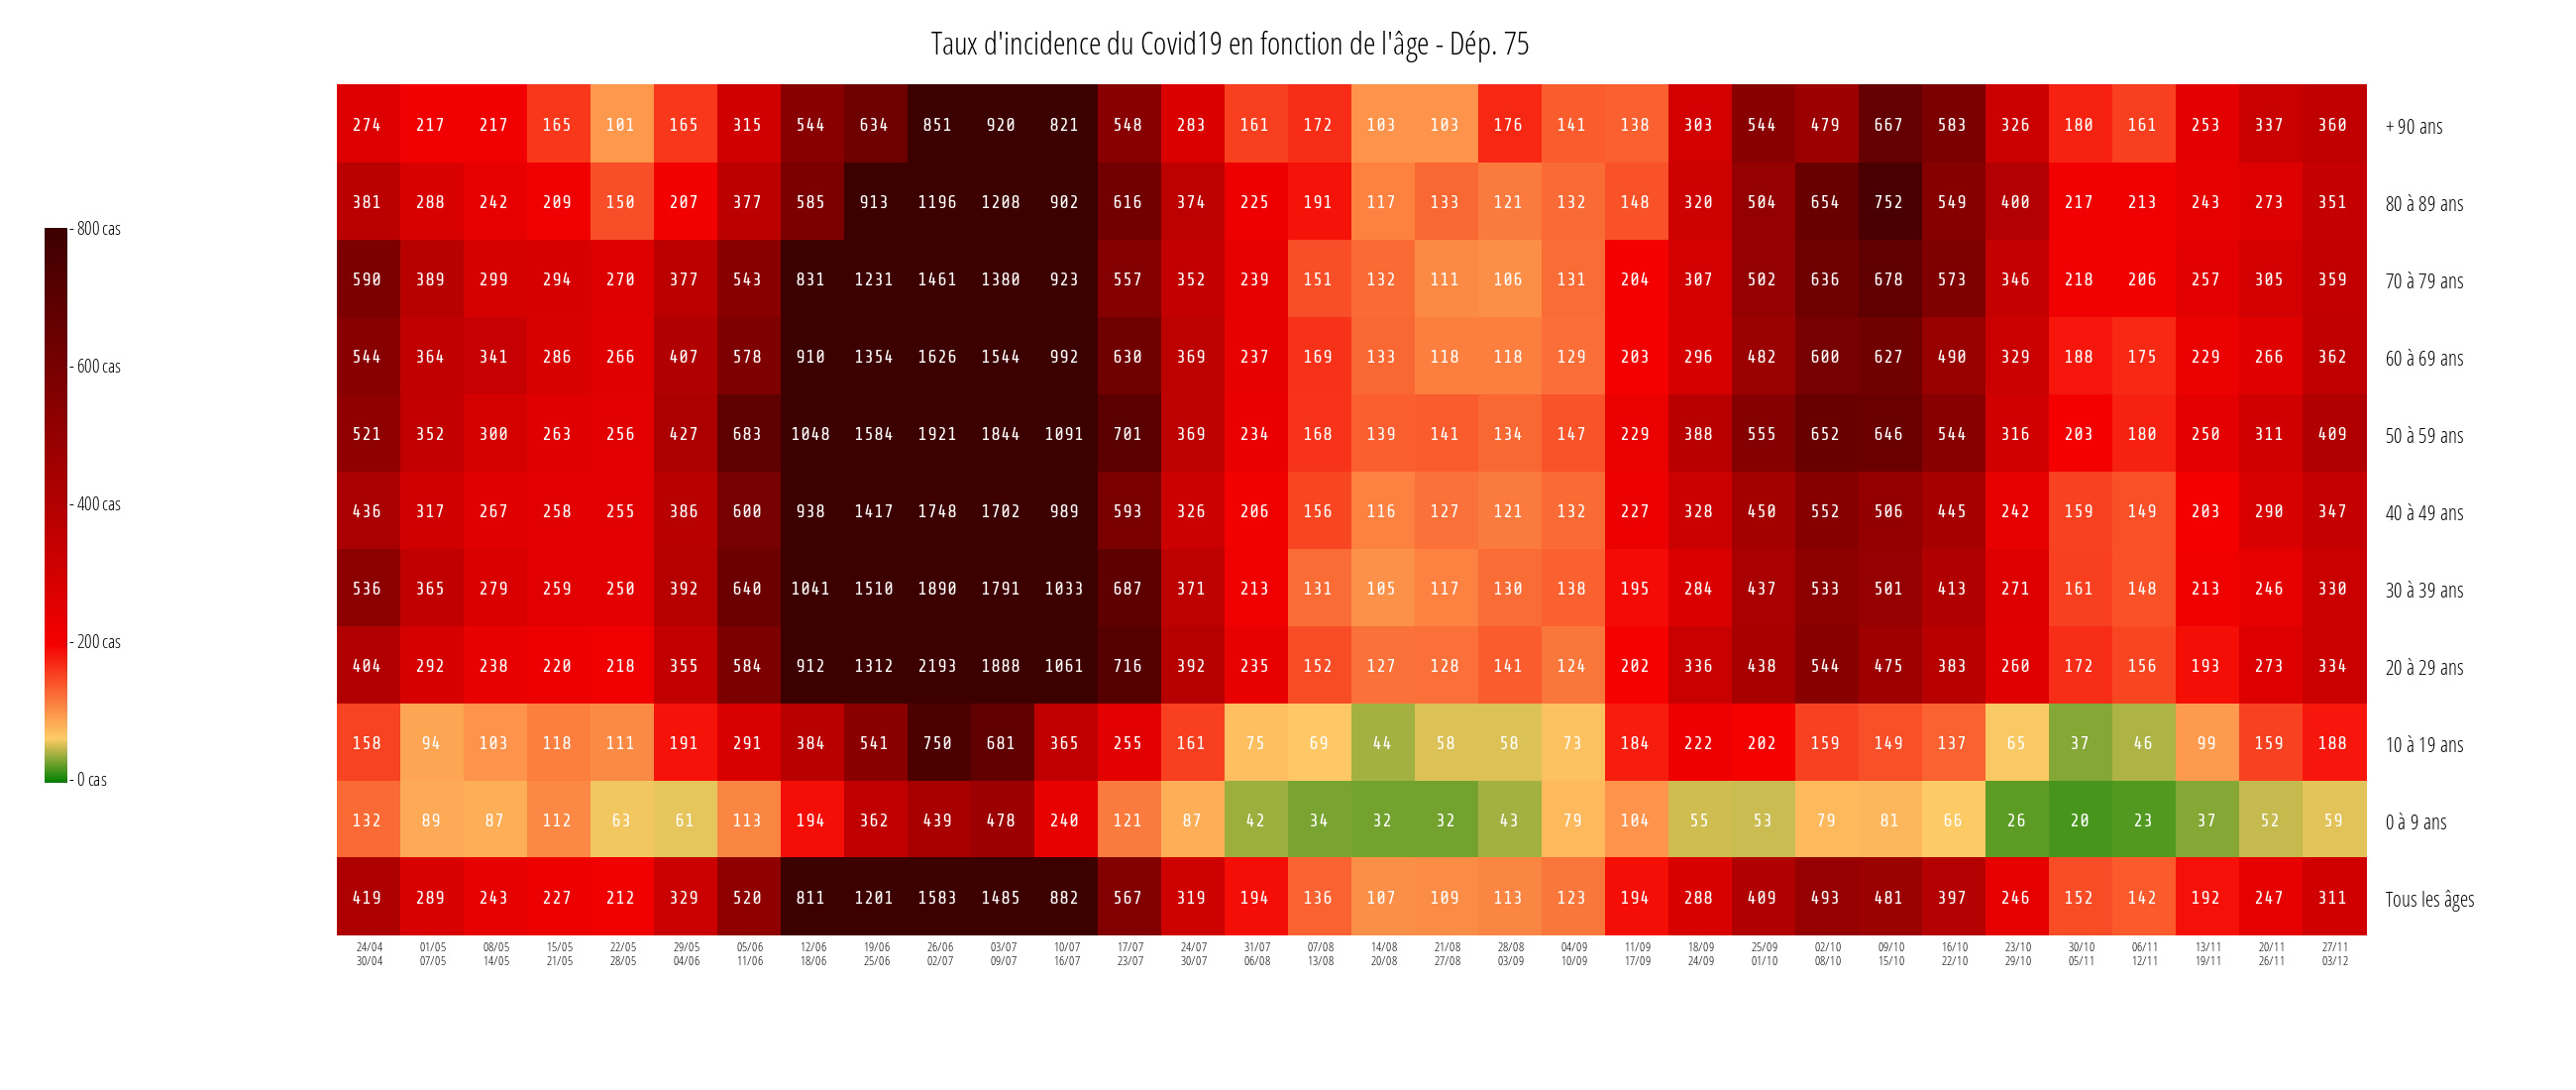 Taux d'incidence du Covid19 en fonction de l'âge - Dép. 75
274 217 217 165 101 165 315 544 634 851 920 821 548 283 161 172 103 103 176 141 138 303 544 479 667 583 326 180 161 253 337 360 + 90 ans
381 288 242 209 150 207 377 585 913 1196 1208 902 616 374 225 191 117 133 121 132 148 320 504 654 752 549 400 217 213 243 273 351 80 à 89 ans
- 800 cas
590 389 299 294 270 377 543 831 1231 1461 1380 923 557 352 239 151 132 111 106 131 204 307 502 636 678 573 346 218 206 257 305 359 70 à 79 ans
544 364 341 286 266 407 578 910 1354 1626 1544 992 630 369 237 169 133 118 118 129 203 296 482 600 627 490 329 188 175 229 266 362 60 à 69 ans
- 600 cas
521 352 300 263 256 427 683 1048 1584 1921 1844 1091 701 369 234 168 139 141 134 147 229 388 555 652 646 544 316 203 180 250 311 409 50 à 59 ans
- 400 cas
436 317 267 258 255 386 600 938 1417 1748 1702 989 593 326 206 156 116 127 121 132 227 328 450 552 506 445 242 159 149 203 290 347 40 à 49 ans
536 365 279 259 250 392 640 1041 1510 1890 1791 1033 687 371 213 131 105 117 130 138 195 284 437 533 501 413 271 161 148 213 246 330 30 à 39 ans
- 200 cas
404 292 238 220 218 355 584 912 1312 2193 1888 1061 716 392 235 152 127 128 141 124 202 336 438 544 475 383 260 172 156 193 273 334 20 à 29 ans
158 94 103 118 111 191 291 384 541 750 681 365 255 161 75 69 44 58 58 73 184 222 202 159 149 137 65 37 46 99 159 188 10 à 19 ans
- 0 cas
132 89 87 112 63 61 113 194 362 439 478 240 121 87 42 34 32 32 43 79 104 55 53 79 81 66 26 20 23 37 52 59 0 à 9 ans
419 289 243 227 212 329 520 811 1201 1583 1485 882 567 319 194 136 107 109 113 123 194 288 409 493 481 397 246 152 142 192 247 311 Tous les âges
24/04 01/05 08/05 15/05 22/05 29/05 05/06 12/06 19/06 26/06 03/07 10/07 17/07 24/07 31/07 07/08 14/08 21/08 28/08 04/09 11/09 18/09 25/09 02/10 09/10 16/10 23/10 30/10 06/11 13/11 20/11 27/11
30/04 07/05 14/05 21/05 28/05 04/06 11/06 18/06 25/06 02/07 09/07 16/07 23/07 30/07 06/08 13/08 20/08 27/08 03/09 10/09 17/09 24/09 01/10 08/10 15/10 22/10 29/10 05/11 12/11 19/11 26/11 03/12